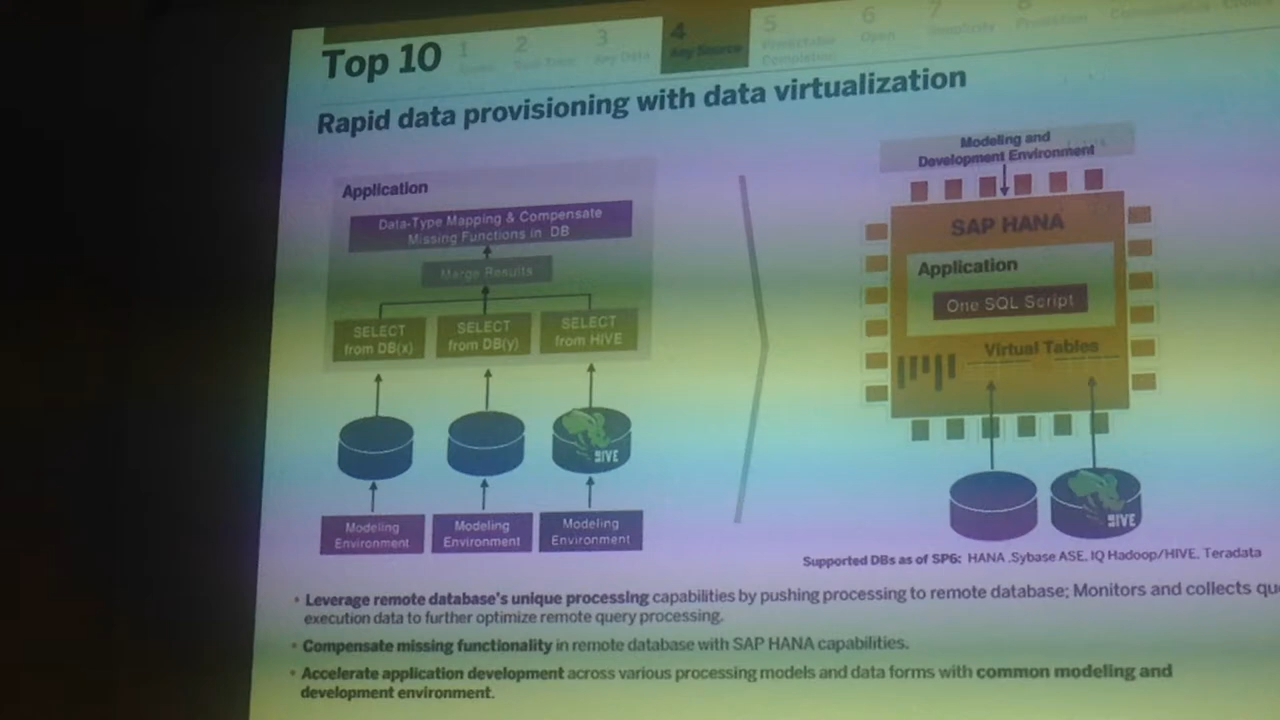 Top 10
1
2
3
Key Data
4
Key Source
5
Completion
6
Open
7
8
Rapid data provisioning with data virtualization
Application
Data-Type Mapping & Compensate
Missing Functions in DB
Merge Results
SELECT
from DB(x)
SELECT
from DB(y)
SELECT
from HIVE
HIVE
Modeling
Environment
Modeling
Environment
Modeling
Environment
Modeling and
Development Environment
SAP HANA
Application
One SQL Script
Virtual Tables
HIVE
Supported DBs as of SP6: HANA ,Sybase ASE, IQ Hadoop/HIVE, Teradata
• Leverage remote database's unique processing capabilities by pushing processing to remote database; Monitors and collects qu
execution data to further optimize remote query processing.
• Compensate missing functionality in remote database with SAP HANA capabilities.
• Accelerate application development across various processing models and data forms with common modeling and
development environment.